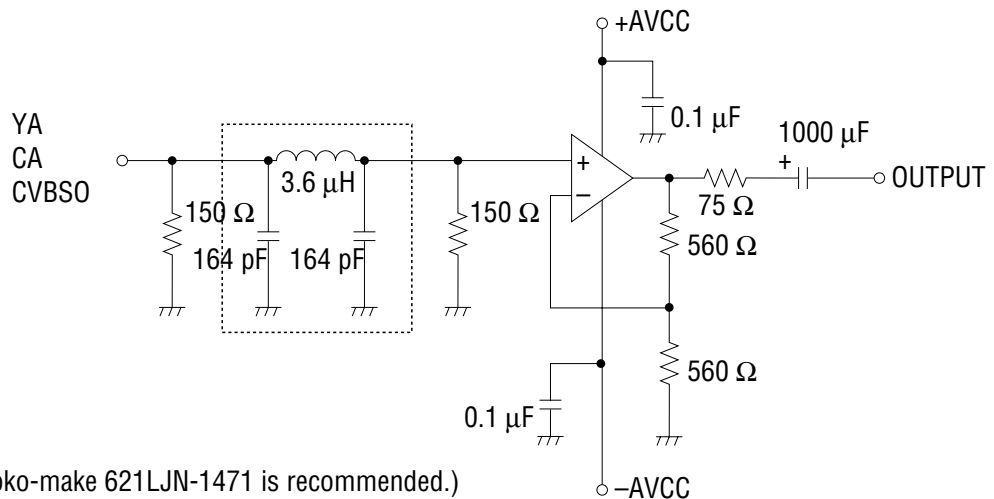 +AVCC
0.1 μF
1000 μF
+
YA
CA
CVBSO
3.6 μH
+
−
OUTPUT
75 Ω
150 Ω
150 Ω
560 Ω
164 pF
164 pF
560 Ω
0.1 μF
oko-make 621LJN-1471 is recommended.)
–AVCC